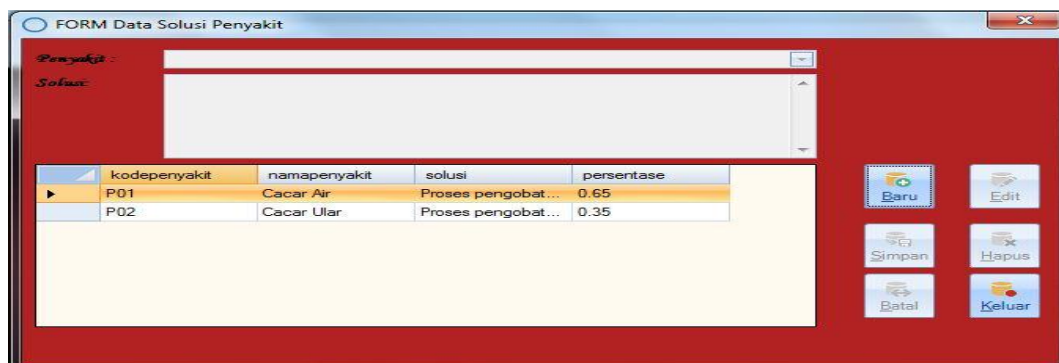 FORM Data Solusi Penyakit
Penyakit :
Solusi:
kodepenyakit namapenyakit solusi persentase
P01 Cacar Air Proses pengobat... 0.65
P02 Cacar Ular Proses pengobat... 0.35
Baru Edit
Simpan Hapus
Batal Keluar